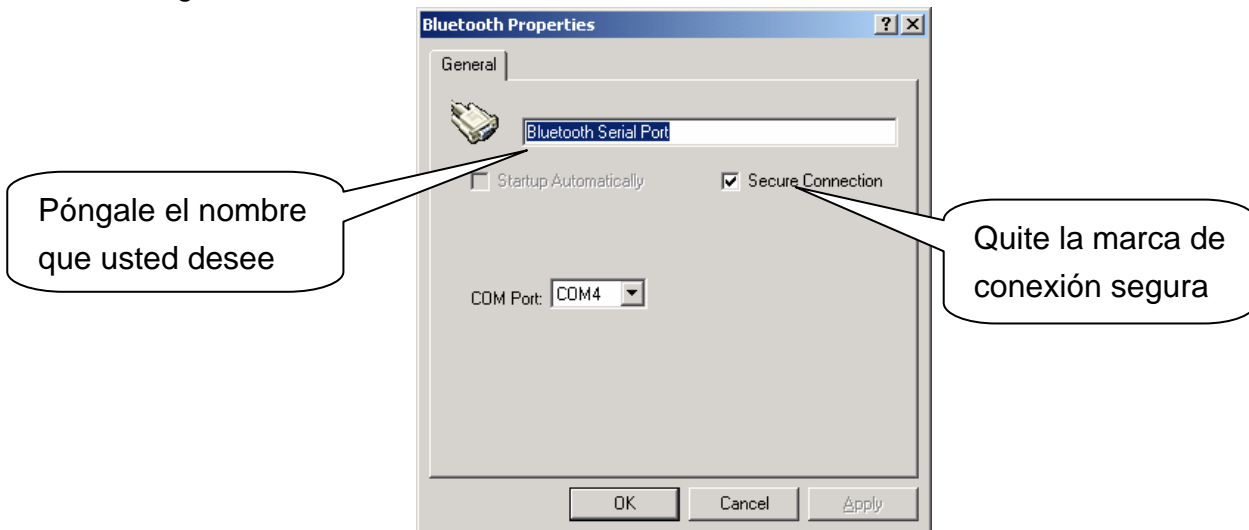 Bluetooth Properties
General
Bluetooth Serial Port
Startup Automatically
Secure Connection
Póngale el nombre
que usted desee
Quite la marca de
conexión segura
COM Port: COM4
OK
Cancel
Apply